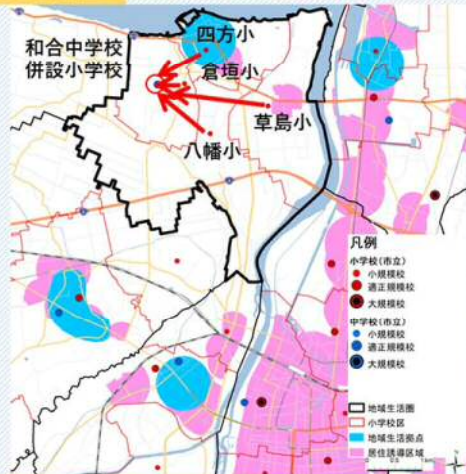 和合中学校
併設小学校
四方小
倉垣小
草島小
八幡小
凡例
小学校(市立)
小規模校
適正規模校
大規模校
中学校(市立)
小規模校
適正規模校
大規模校
地域生活圏
小学校区
地域生活拠点
居住誘導区域